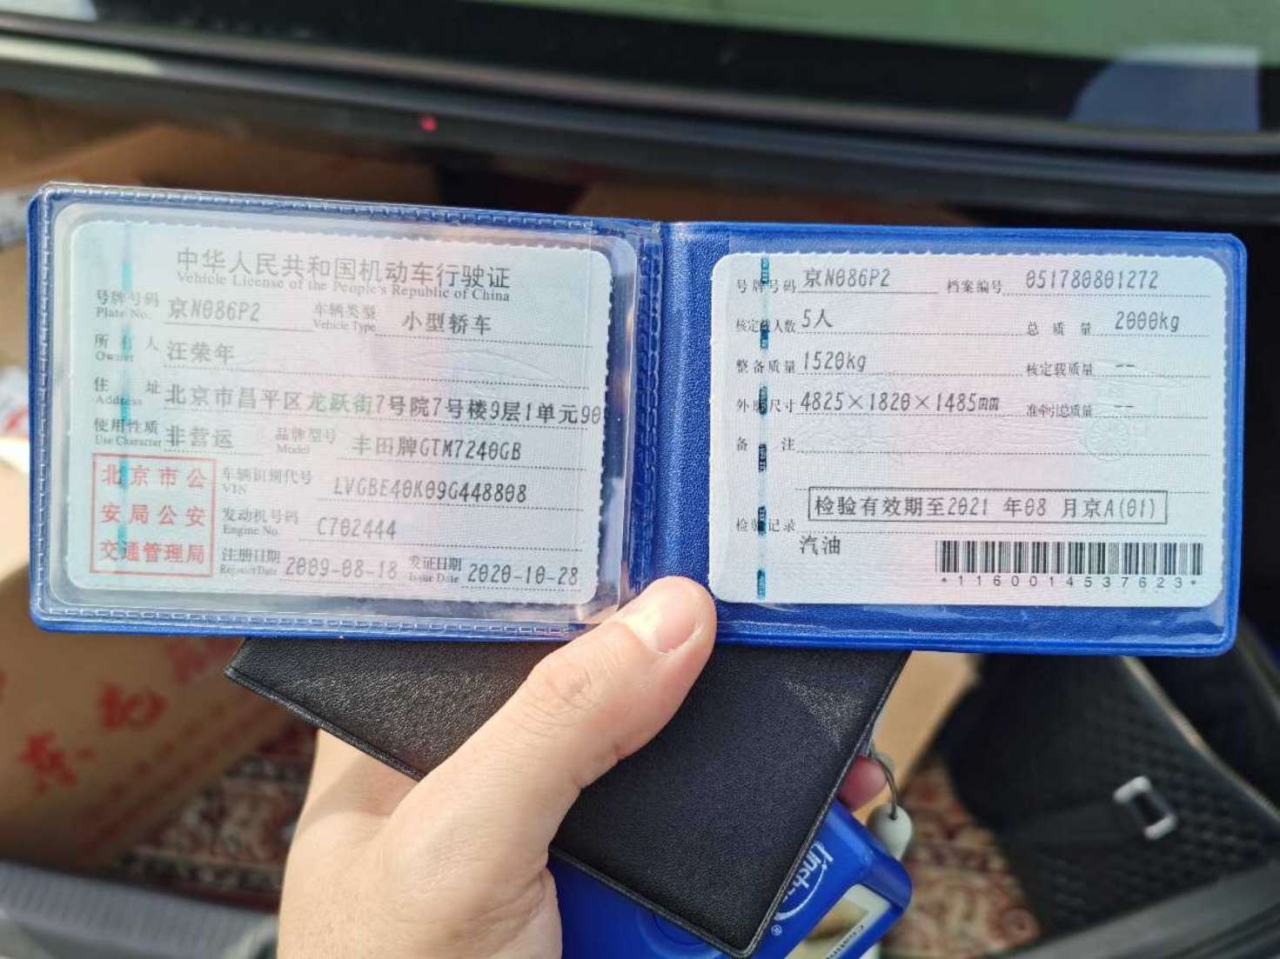 中华人民共和国机动车行驶证
Vehicle License of the People's Republic of China
号牌号码 京N086P2 车辆类型 小型轿车
Plate No. Vehicle Type
所有人 汪荣年
Owner
住址 北京市昌平区龙跃街7号院7号楼9层1单元90
Address
使用性质 非营运 品牌型号 丰田牌GTM7240GB
Use Character Model
北京市公
安局公安
交通管理局
车辆识别代号 LVGBE40K09G448808
VIN
发动机号码 C702444
Engine No.
注册日期 2009-08-18 发证日期 2020-10-28
Register Date Issue Date
号牌号码 京N086P2 档案编号 051780801272
核定载人数 5人 总质量 2000kg
整备质量 1520kg 核定载质量 --
外廓尺寸 4825×1820×1485mm 准牵引总质量 --
备注
检验有效期至2021 年08 月京A(01)
检验记录
汽油
*1160014537623*